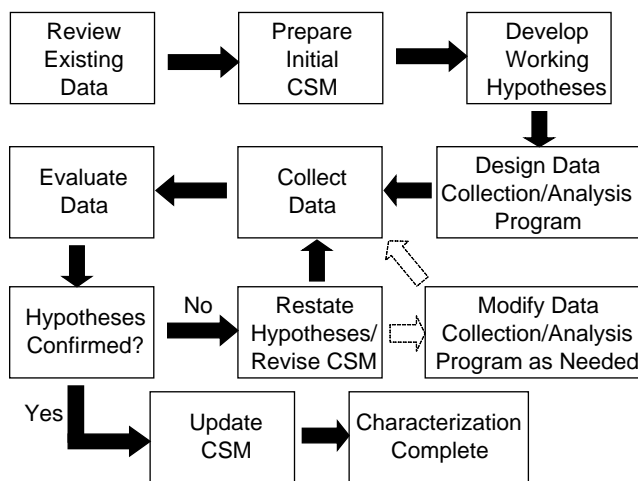 Review
Existing
Data
Prepare
Initial
CSM
Develop
Working
Hypotheses
Evaluate
Data
Collect
Data
Design Data
Collection/Analysis
Program
Hypotheses
Confirmed?
No
Restate
Hypotheses/
Revise CSM
Modify Data
Collection/Analysis
Program as Needed
Yes
Update
CSM
Characterization
Complete